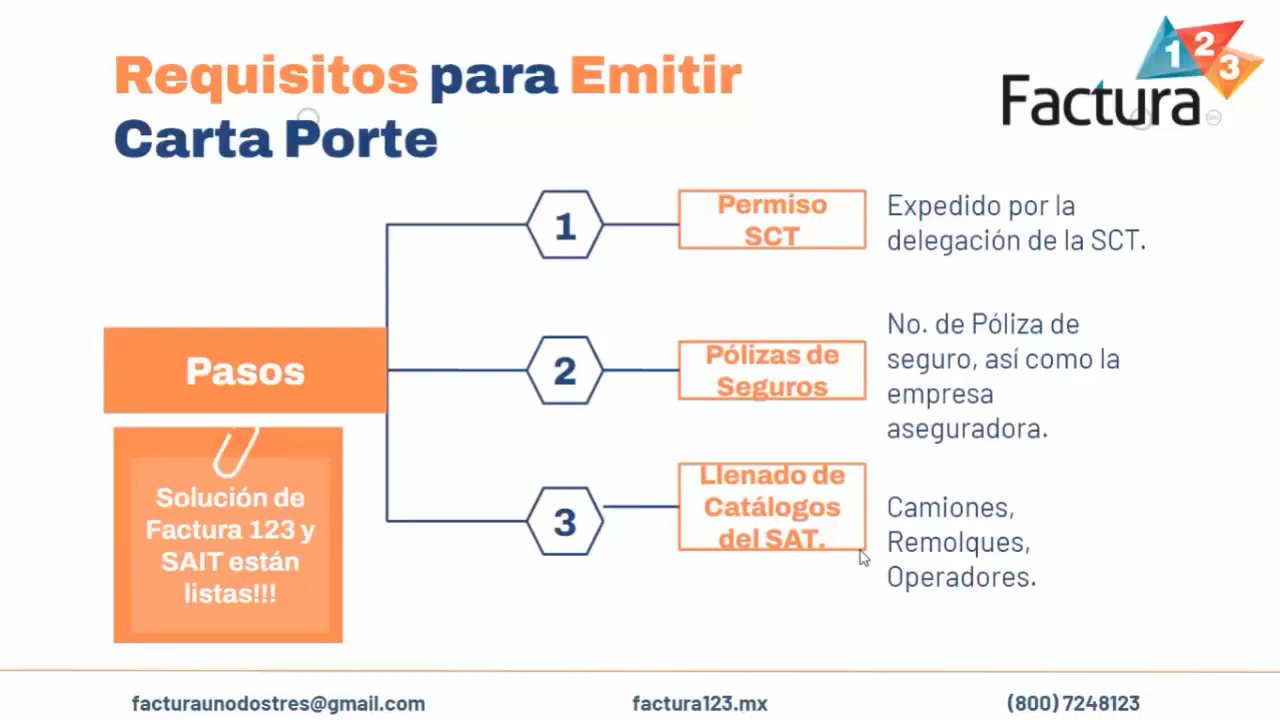 Requisitos para Emitir
Carta Porte
1 2 3
Factura
Pasos
1
Permiso
SCT
Expedido por la
delegación de la SCT.
2
Pólizas de
Seguros
No. de Póliza de
seguro, así como la
empresa
aseguradora.
3
Llenado de
Catálogos
del SAT.
Camiones,
Remolques,
Operadores.
Solución de
Factura 123 y
SAIT están
listas!!!
facturaunodostres@gmail.com
factura123.mx
(800) 7248123